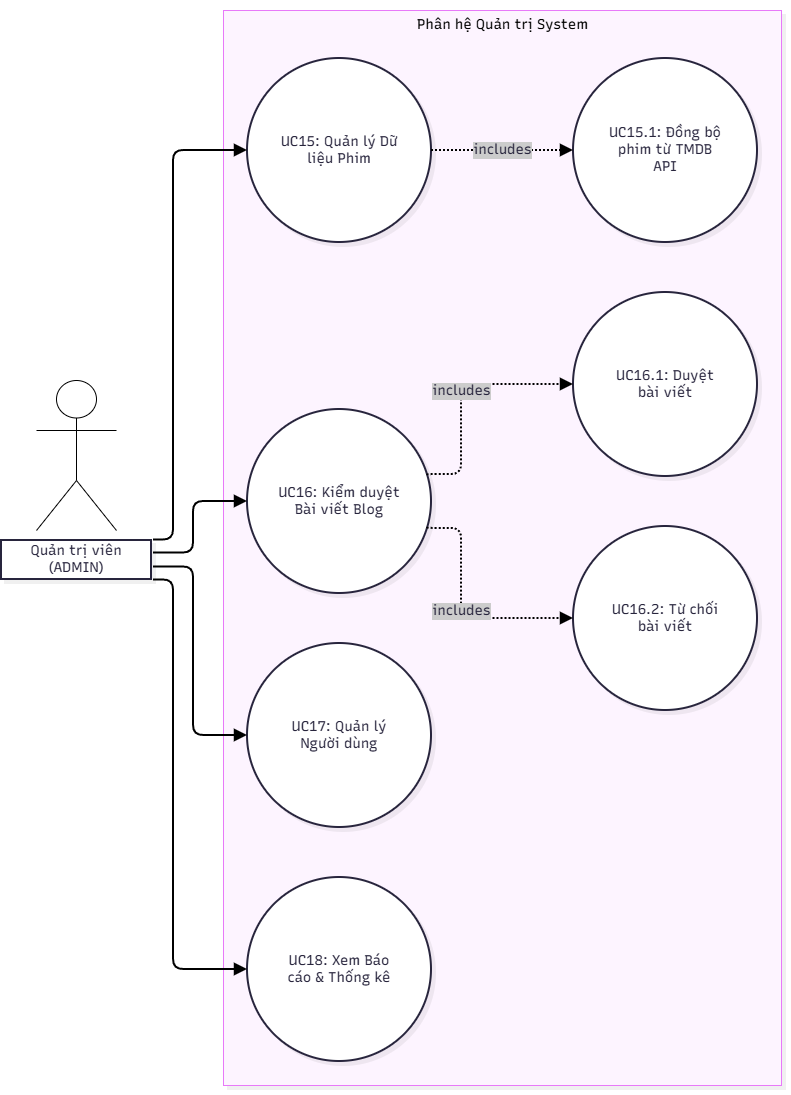 Phân hệ Quản trị System
UC15: Quản lý Dữ
liệu Phim
includes
UC15.1: Đồng bộ
phim từ TMDB
API
UC16.1: Duyệt
bài viết
includes
UC16: Kiểm duyệt
Bài viết Blog
Quản trị viên
(ADMIN)
includes
UC16.2: Từ chối
bài viết
UC17: Quản lý
Người dùng
UC18: Xem Báo
cáo & Thống kê